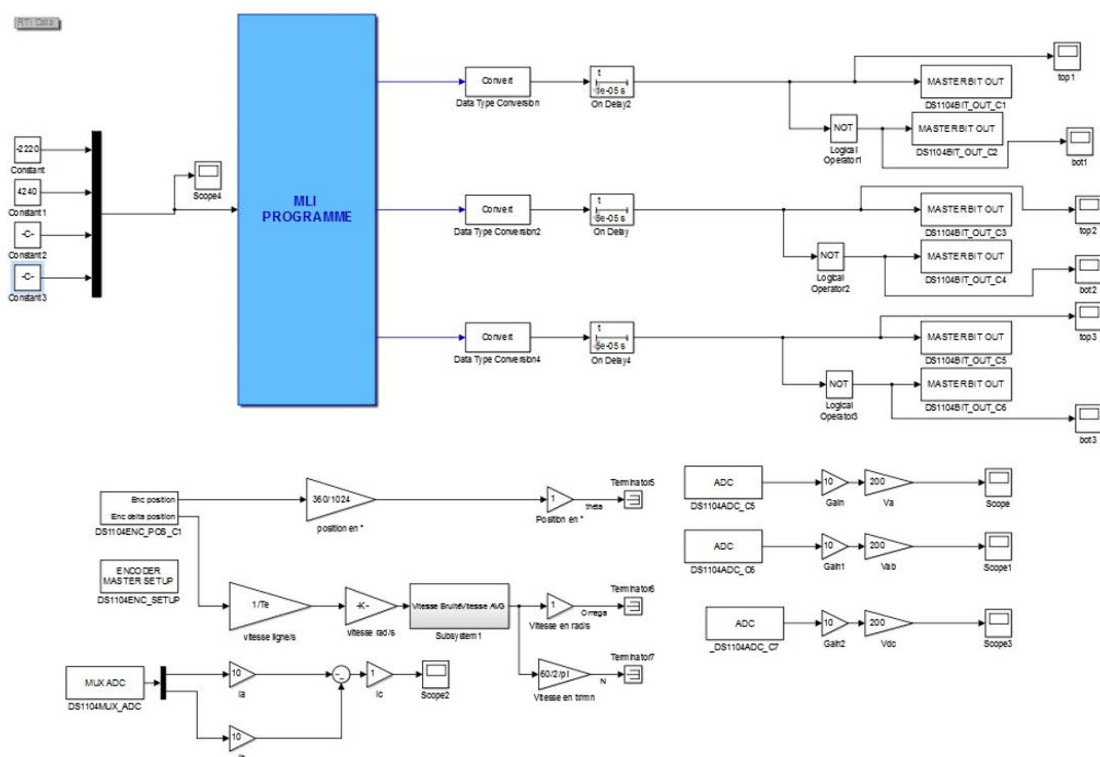 RTI Data
MLI
PROGRAMME
-2220
Constant
4240
Constant1
-C-
Constant2
-C-
Constant3
Scope4
Convert
Data Type Conversion
t
On Delay2
MASTER BIT OUT
DS1104BIT_OUT_C1
top1
NOT
Logical
Operator1
MASTER BIT OUT
DS1104BIT_OUT_C2
bot1
Convert
Data Type Conversion2
t
5e-05 s
On Delay
MASTER BIT OUT
DS1104BIT_OUT_C3
top2
NOT
Logical
Operator2
MASTER BIT OUT
DS1104BIT_OUT_C4
bot2
Convert
Data Type Conversion4
t
5e-05 s
On Delay4
MASTER BIT OUT
DS1104BIT_OUT_C5
top3
NOT
Logical
Operator3
MASTER BIT OUT
DS1104BIT_OUT_C6
bot3
Enc position
Enc delta position
DS1104ENC_POS_C1
360/1024
position en °
1
Position en °
theta
Terminator5
ENCODER
MASTER SETUP
DS1104ENC_SETUP
1/Te
vitesse ligne/s
-K-
vitesse rad/s
Vitesse Bruité Vitesse AVG
Subsystem1
1
Vitesse en rad/s
Omega
Terminator6
60/2/pi
Vitesse en tr/mn
N
Terminator7
MUX ADC
DS1104MUX_ADC
10
Ia
1
Ic
Scope2
10
ADC
DS1104ADC_C5
10
Gain
200
Va
Scope
ADC
DS1104ADC_C6
10
Gain1
200
Vab
Scope1
ADC
_DS1104ADC_C7
10
Gain2
200
Vdc
Scope3